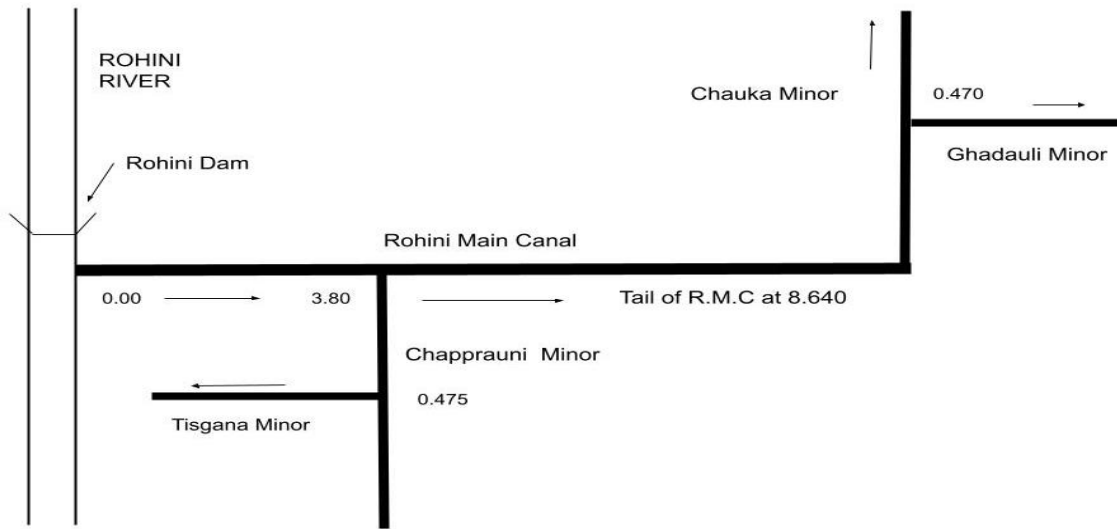 ROHINI
RIVER
Chauka Minor
0.470
Ghadauli Minor
Rohini Dam
Rohini Main Canal
0.00
3.80
Tail of R.M.C at 8.640
Chapprauni Minor
0.475
Tisgana Minor